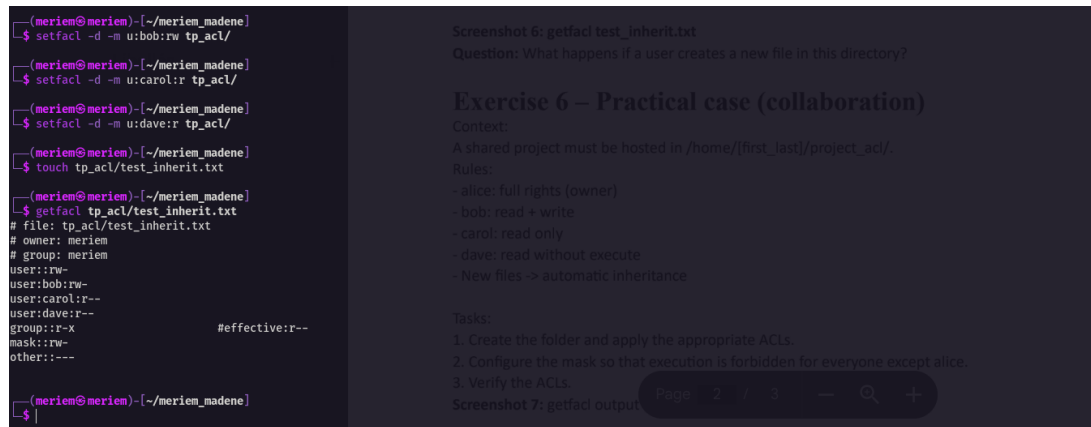 (meriem㉿meriem)-[~/meriem_madene]
$ setfacl -d -m u:bob:rw tp_acl/
(meriem㉿meriem)-[~/meriem_madene]
$ setfacl -d -m u:carol:r tp_acl/
(meriem㉿meriem)-[~/meriem_madene]
$ setfacl -d -m u:dave:r tp_acl/
(meriem㉿meriem)-[~/meriem_madene]
$ touch tp_acl/test_inherit.txt
(meriem㉿meriem)-[~/meriem_madene]
$ getfacl tp_acl/test_inherit.txt
# file: tp_acl/test_inherit.txt
# owner: meriem
# group: meriem
user::rw-
user:bob:rw-
user:carol:r--
user:dave:r--
group::r-x #effective:r--
mask::rw-
other::---
(meriem㉿meriem)-[~/meriem_madene]
$
Screenshot 6: getfacl test_inherit.txt
Question: What happens if a user creates a new file in this directory?
Exercise 6 – Practical case (collaboration)
Context:
A shared project must be hosted in /home/[first_last]/project_acl/.
Rules:
- alice: full rights (owner)
- bob: read + write
- carol: read only
- dave: read without execute
- New files -> automatic inheritance
Tasks:
1. Create the folder and apply the appropriate ACLs.
2. Configure the mask so that execution is forbidden for everyone except alice.
3. Verify the ACLs.
Screenshot 7: getfacl output
Page 2 / 3